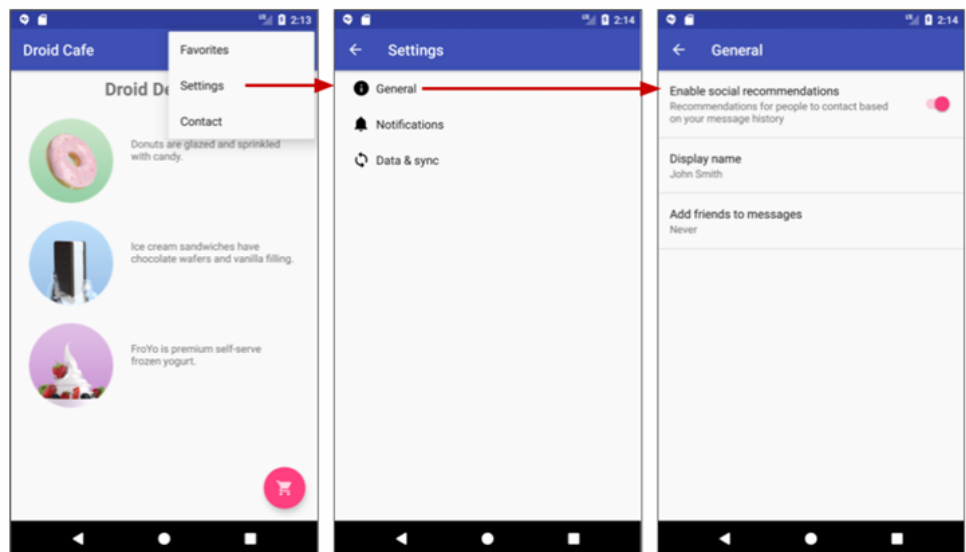 2:13
Droid Cafe
Favorites
Droid De
Settings
Contact
Donuts are glazed and sprinkled
with candy.
Ice cream sandwiches have
chocolate wafers and vanilla filling.
FroYo is premium self-serve
frozen yogurt.
2:14
Settings
General
Notifications
Data & sync
2:14
General
Enable social recommendations
Recommendations for people to contact based
on your message history
Display name
John Smith
Add friends to messages
Never